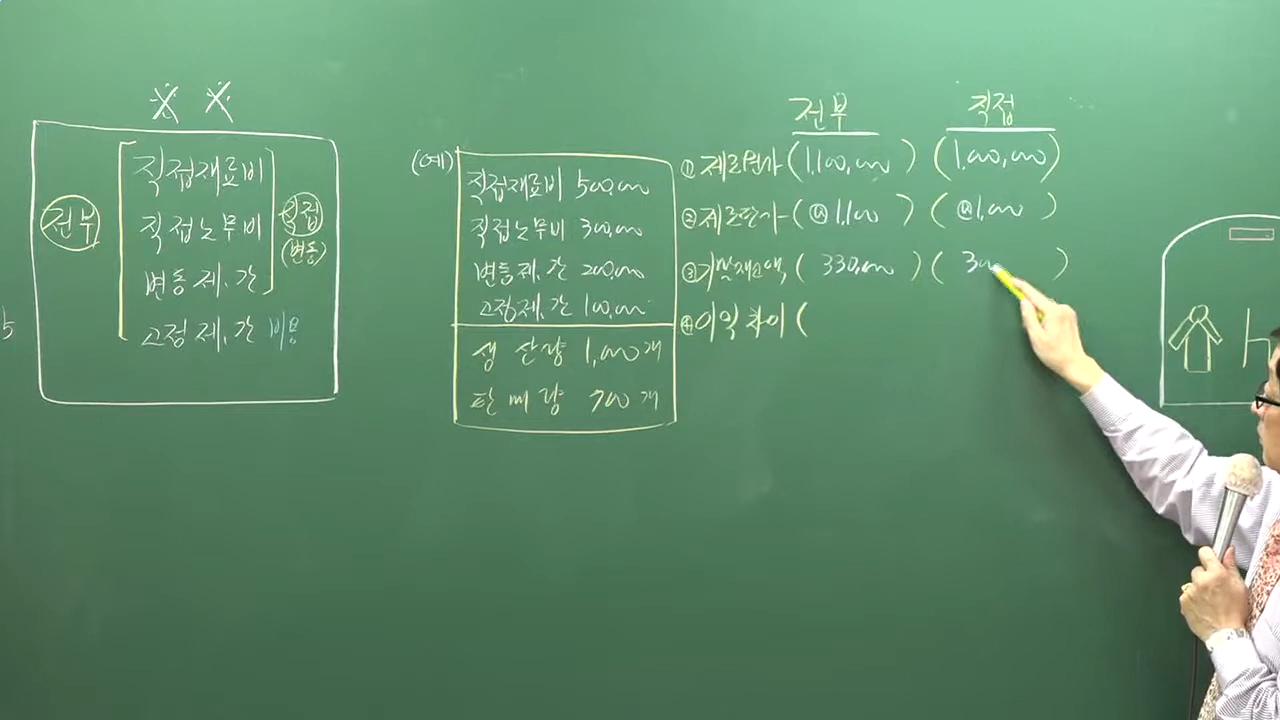 ※ ※
직접재료비
직접노무비
변동제.간
고정제.간 비용
전부
직접
(변동)
(예)
직접재료비 500,000
직접노무비 300,000
변동제.간 200,000
고정제.간 100,000
생산량 1,000개
판매량 700개
전부 직접
①제조원가 (1,100,000) (1,000,000)
②제조단가 (@1,100) (@1,000)
③기말재고액 (330,000) (300 )
④이익차이 (